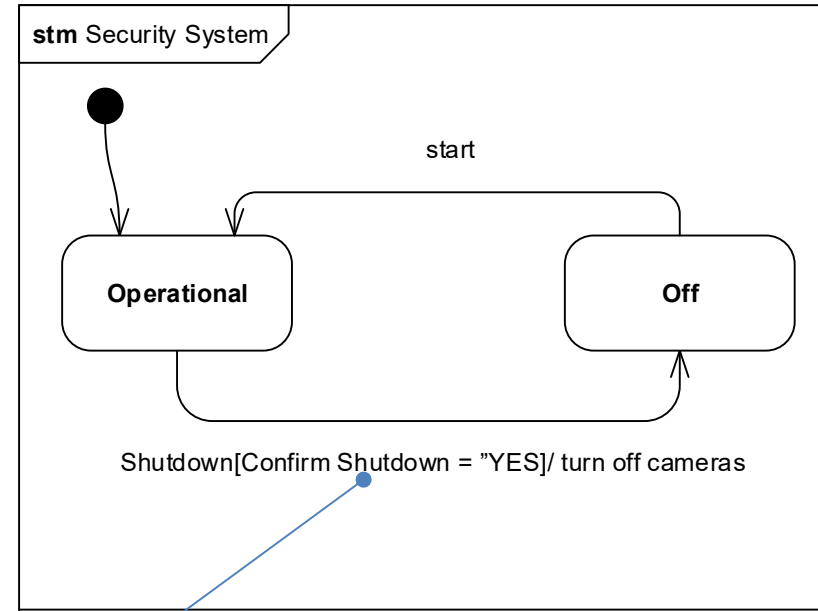 stm Security System
start
Operational
Off
Shutdown[Confirm Shutdown = ”YES]/ turn off cameras